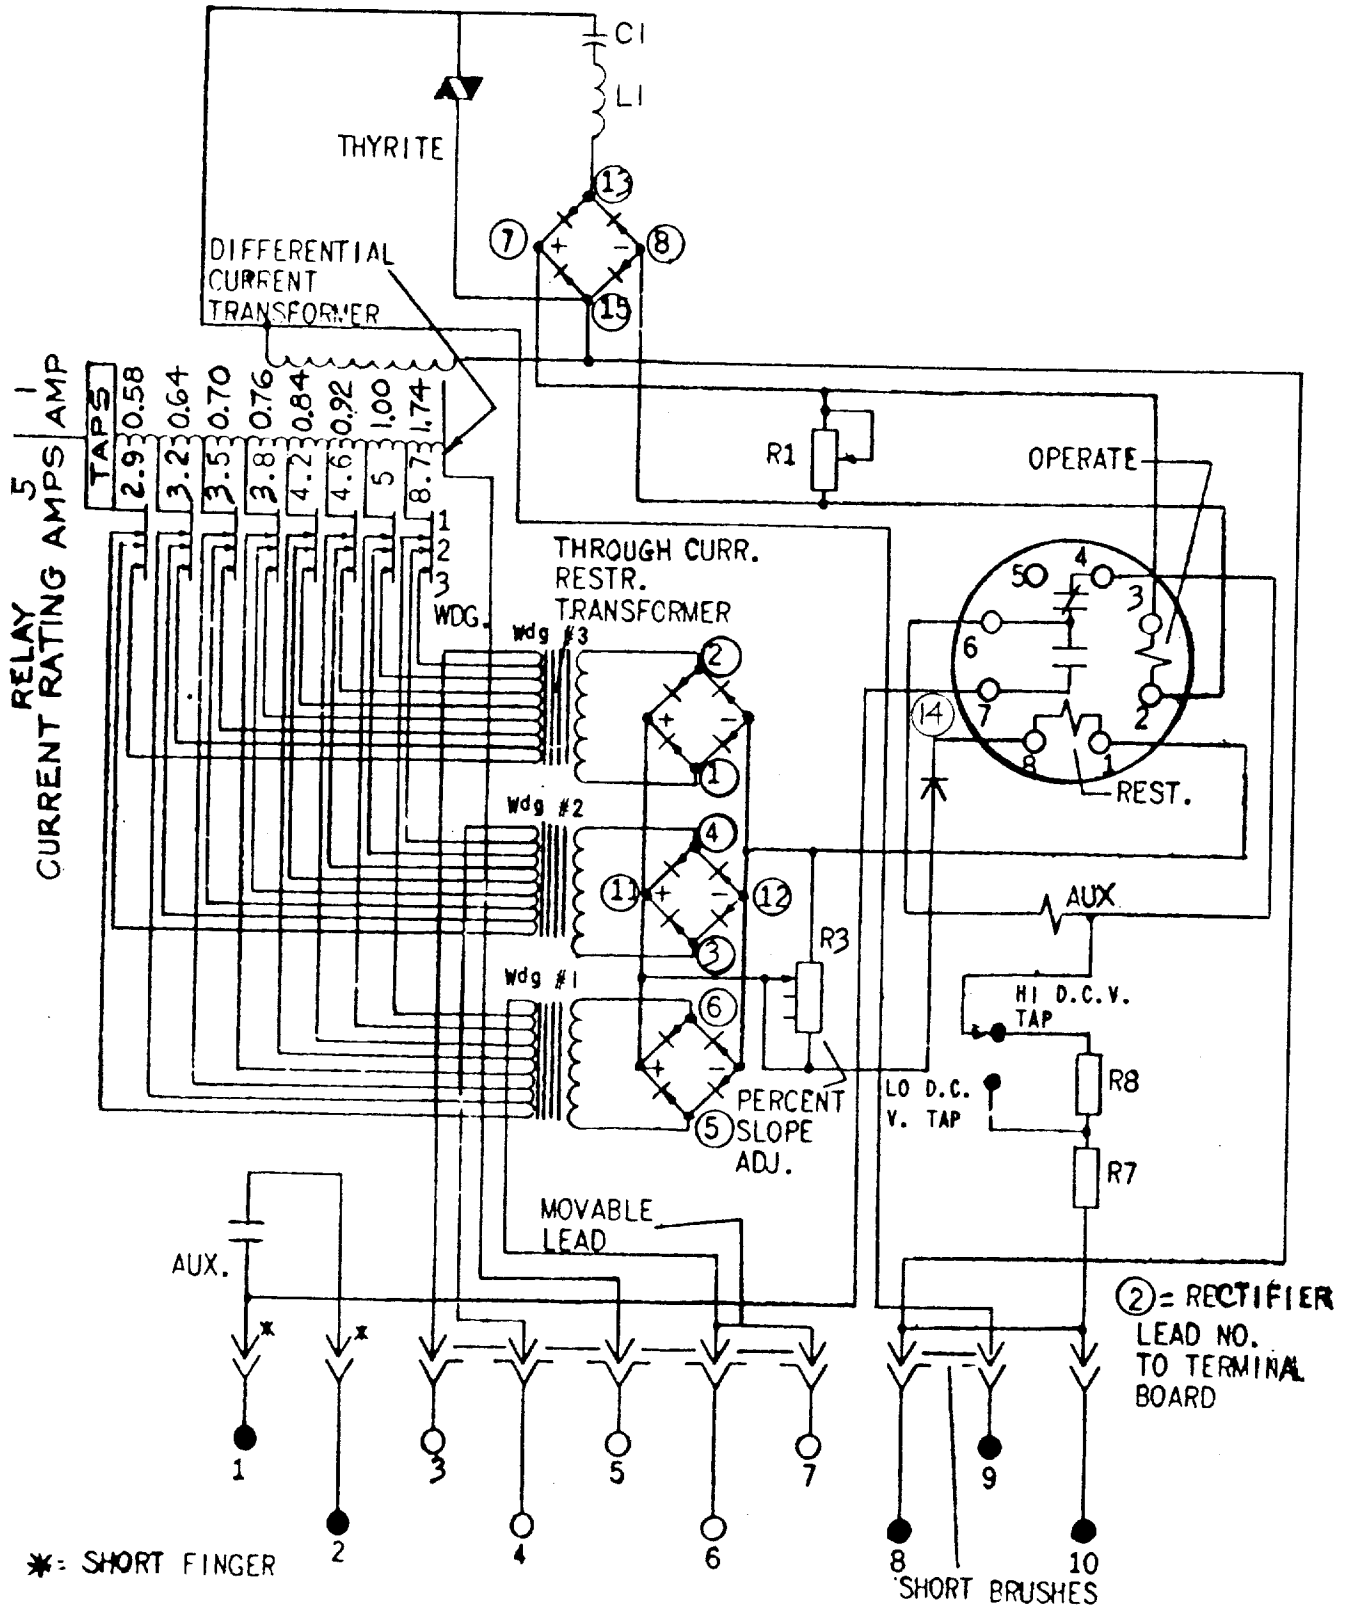 C1
L1
THYRITE
13
7
+
−
8
15
DIFFERENTIAL
CURRENT
TRANSFORMER
RELAY
CURRENT RATING
5 AMPS
1 AMP
TAPS
2.9 0.58
3.2 0.64
3.5 0.70
3.8 0.76
4.2 0.84
4.6 0.92
5 1.00
8.7 1.74
1
2
3
WDG.
R1
OPERATE
THROUGH CURR.
RESTR.
TRANSFORMER
5
4
3
6
7
2
8
1
14
REST.
Wdg #3
2
+
−
1
Wdg #2
4
11
+
−
12
3
Wdg #1
6
+
−
5
R3
PERCENT
SLOPE
ADJ.
AUX
HI D.C.V.
TAP
LO D.C.
V. TAP
R8
R7
MOVABLE
LEAD
AUX.
*
*
2 = RECTIFIER
LEAD NO.
TO TERMINAL
BOARD
1
2
3
4
5
6
7
8
9
10
*= SHORT FINGER
SHORT BRUSHES